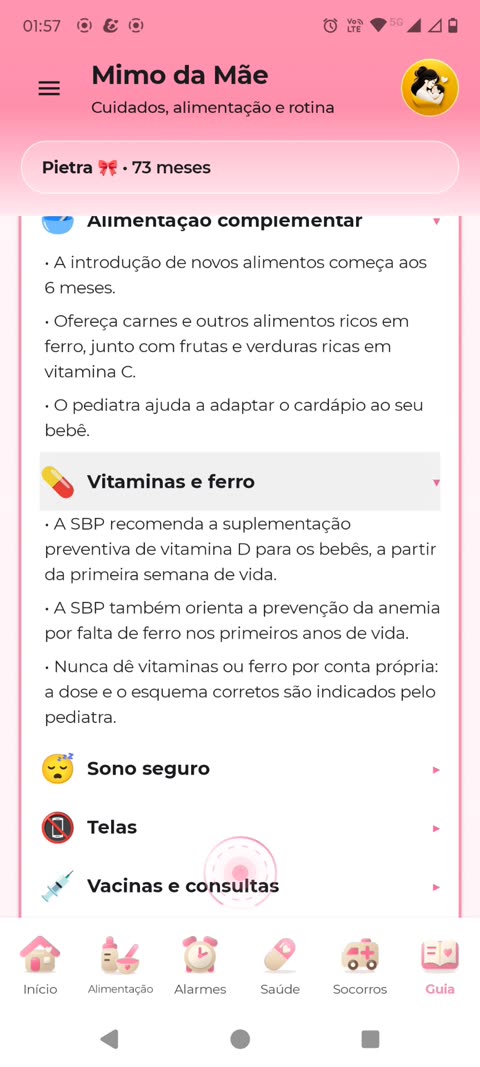 01:57
Vo)) LTE
5G
Mimo da Mãe
Cuidados, alimentação e rotina
Pietra 🎀 • 73 meses
Alimentação complementar
• A introdução de novos alimentos começa aos
6 meses.
• Ofereça carnes e outros alimentos ricos em
ferro, junto com frutas e verduras ricas em
vitamina C.
• O pediatra ajuda a adaptar o cardápio ao seu
bebê.
Vitaminas e ferro
• A SBP recomenda a suplementação
preventiva de vitamina D para os bebês, a partir
da primeira semana de vida.
• A SBP também orienta a prevenção da anemia
por falta de ferro nos primeiros anos de vida.
• Nunca dê vitaminas ou ferro por conta própria:
a dose e o esquema corretos são indicados pelo
pediatra.
Sono seguro
Telas
Vacinas e consultas
Início
Alimentação
Alarmes
Saúde
Socorros
Guia